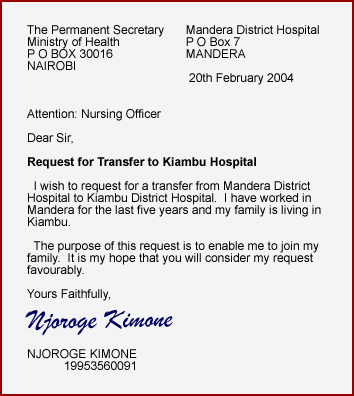 The Permanent Secretary
Ministry of Health
P O BOX 30016
NAIROBI
Mandera District Hospital
P O Box 7
MANDERA
20th February 2004
Attention: Nursing Officer
Dear Sir,
Request for Transfer to Kiambu Hospital
I wish to request for a transfer from Mandera District
Hospital to Kiambu District Hospital. I have worked in
Mandera for the last five years and my family is living in
Kiambu.
The purpose of this request is to enable me to join my
family. It is my hope that you will consider my request
favourably.
Yours Faithfully,
Njoroge Kimone
NJOROGE KIMONE
19953560091